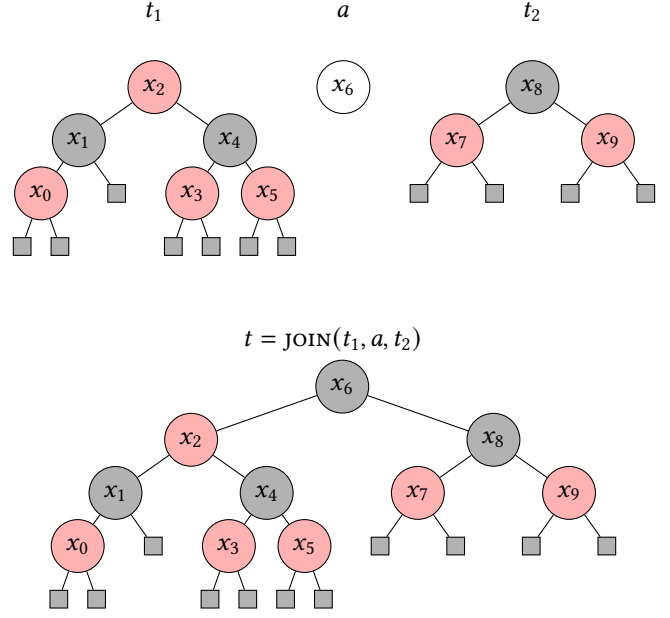 t₁ a t₂
x₂ x₆ x₈
x₁ x₄ x₇ x₉
x₀ x₃ x₅
t = JOIN(t₁, a, t₂)
x₆
x₂ x₈
x₁ x₄ x₇ x₉
x₀ x₃ x₅